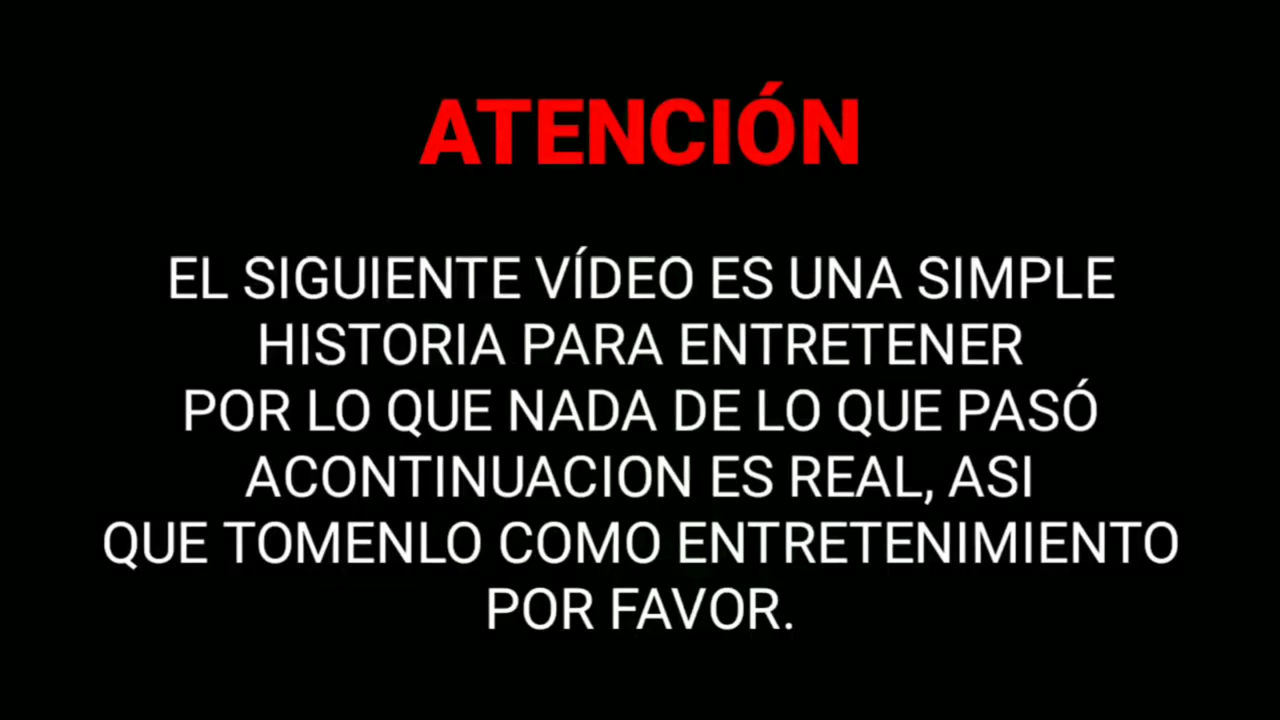 ATENCIÓN
EL SIGUIENTE VÍDEO ES UNA SIMPLE
HISTORIA PARA ENTRETENER
POR LO QUE NADA DE LO QUE PASÓ
ACONTINUACION ES REAL, ASI
QUE TOMENLO COMO ENTRETENIMIENTO
POR FAVOR.